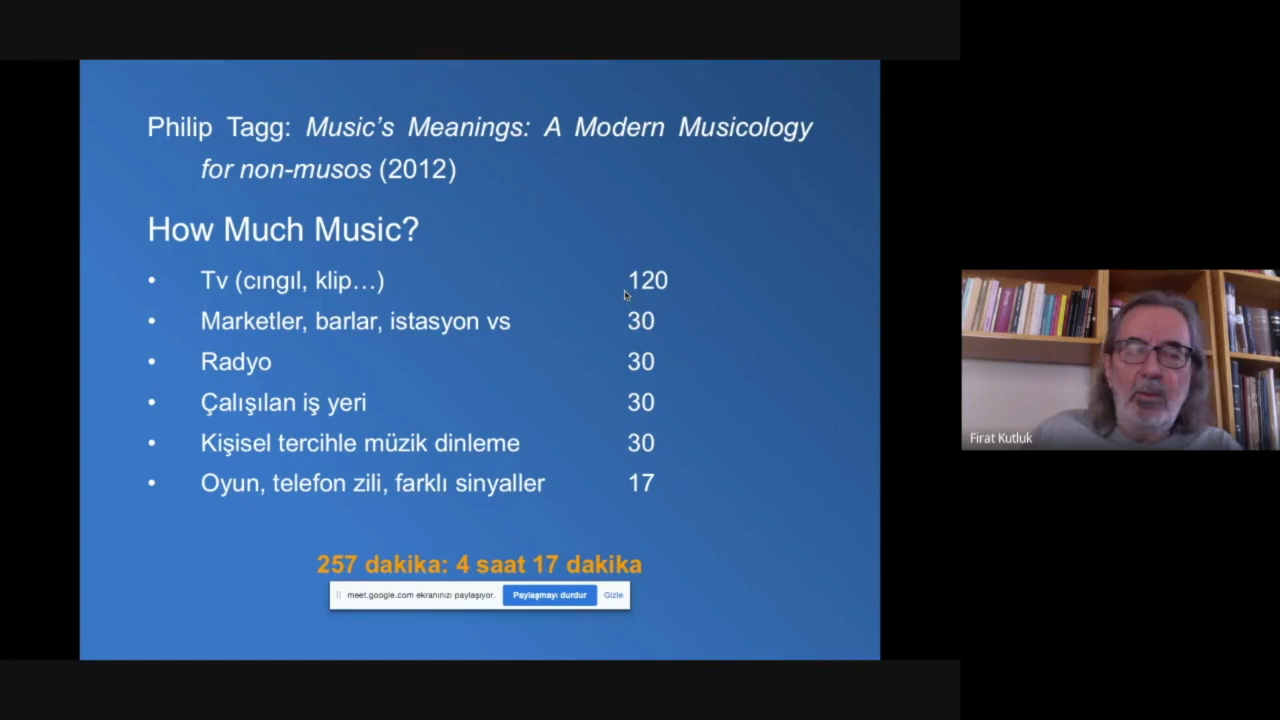 Philip Tagg: Music's Meanings: A Modern Musicology
for non-musos (2012)
How Much Music?
• Tv (cıngıl, klip…) 120
• Marketler, barlar, istasyon vs 30
• Radyo 30
• Çalışılan iş yeri 30
• Kişisel tercihle müzik dinleme 30
• Oyun, telefon zili, farklı sinyaller 17
257 dakika: 4 saat 17 dakika
meet.google.com ekranınızı paylaşıyor. Paylaşmayı durdur Gizle
Fırat Kutluk